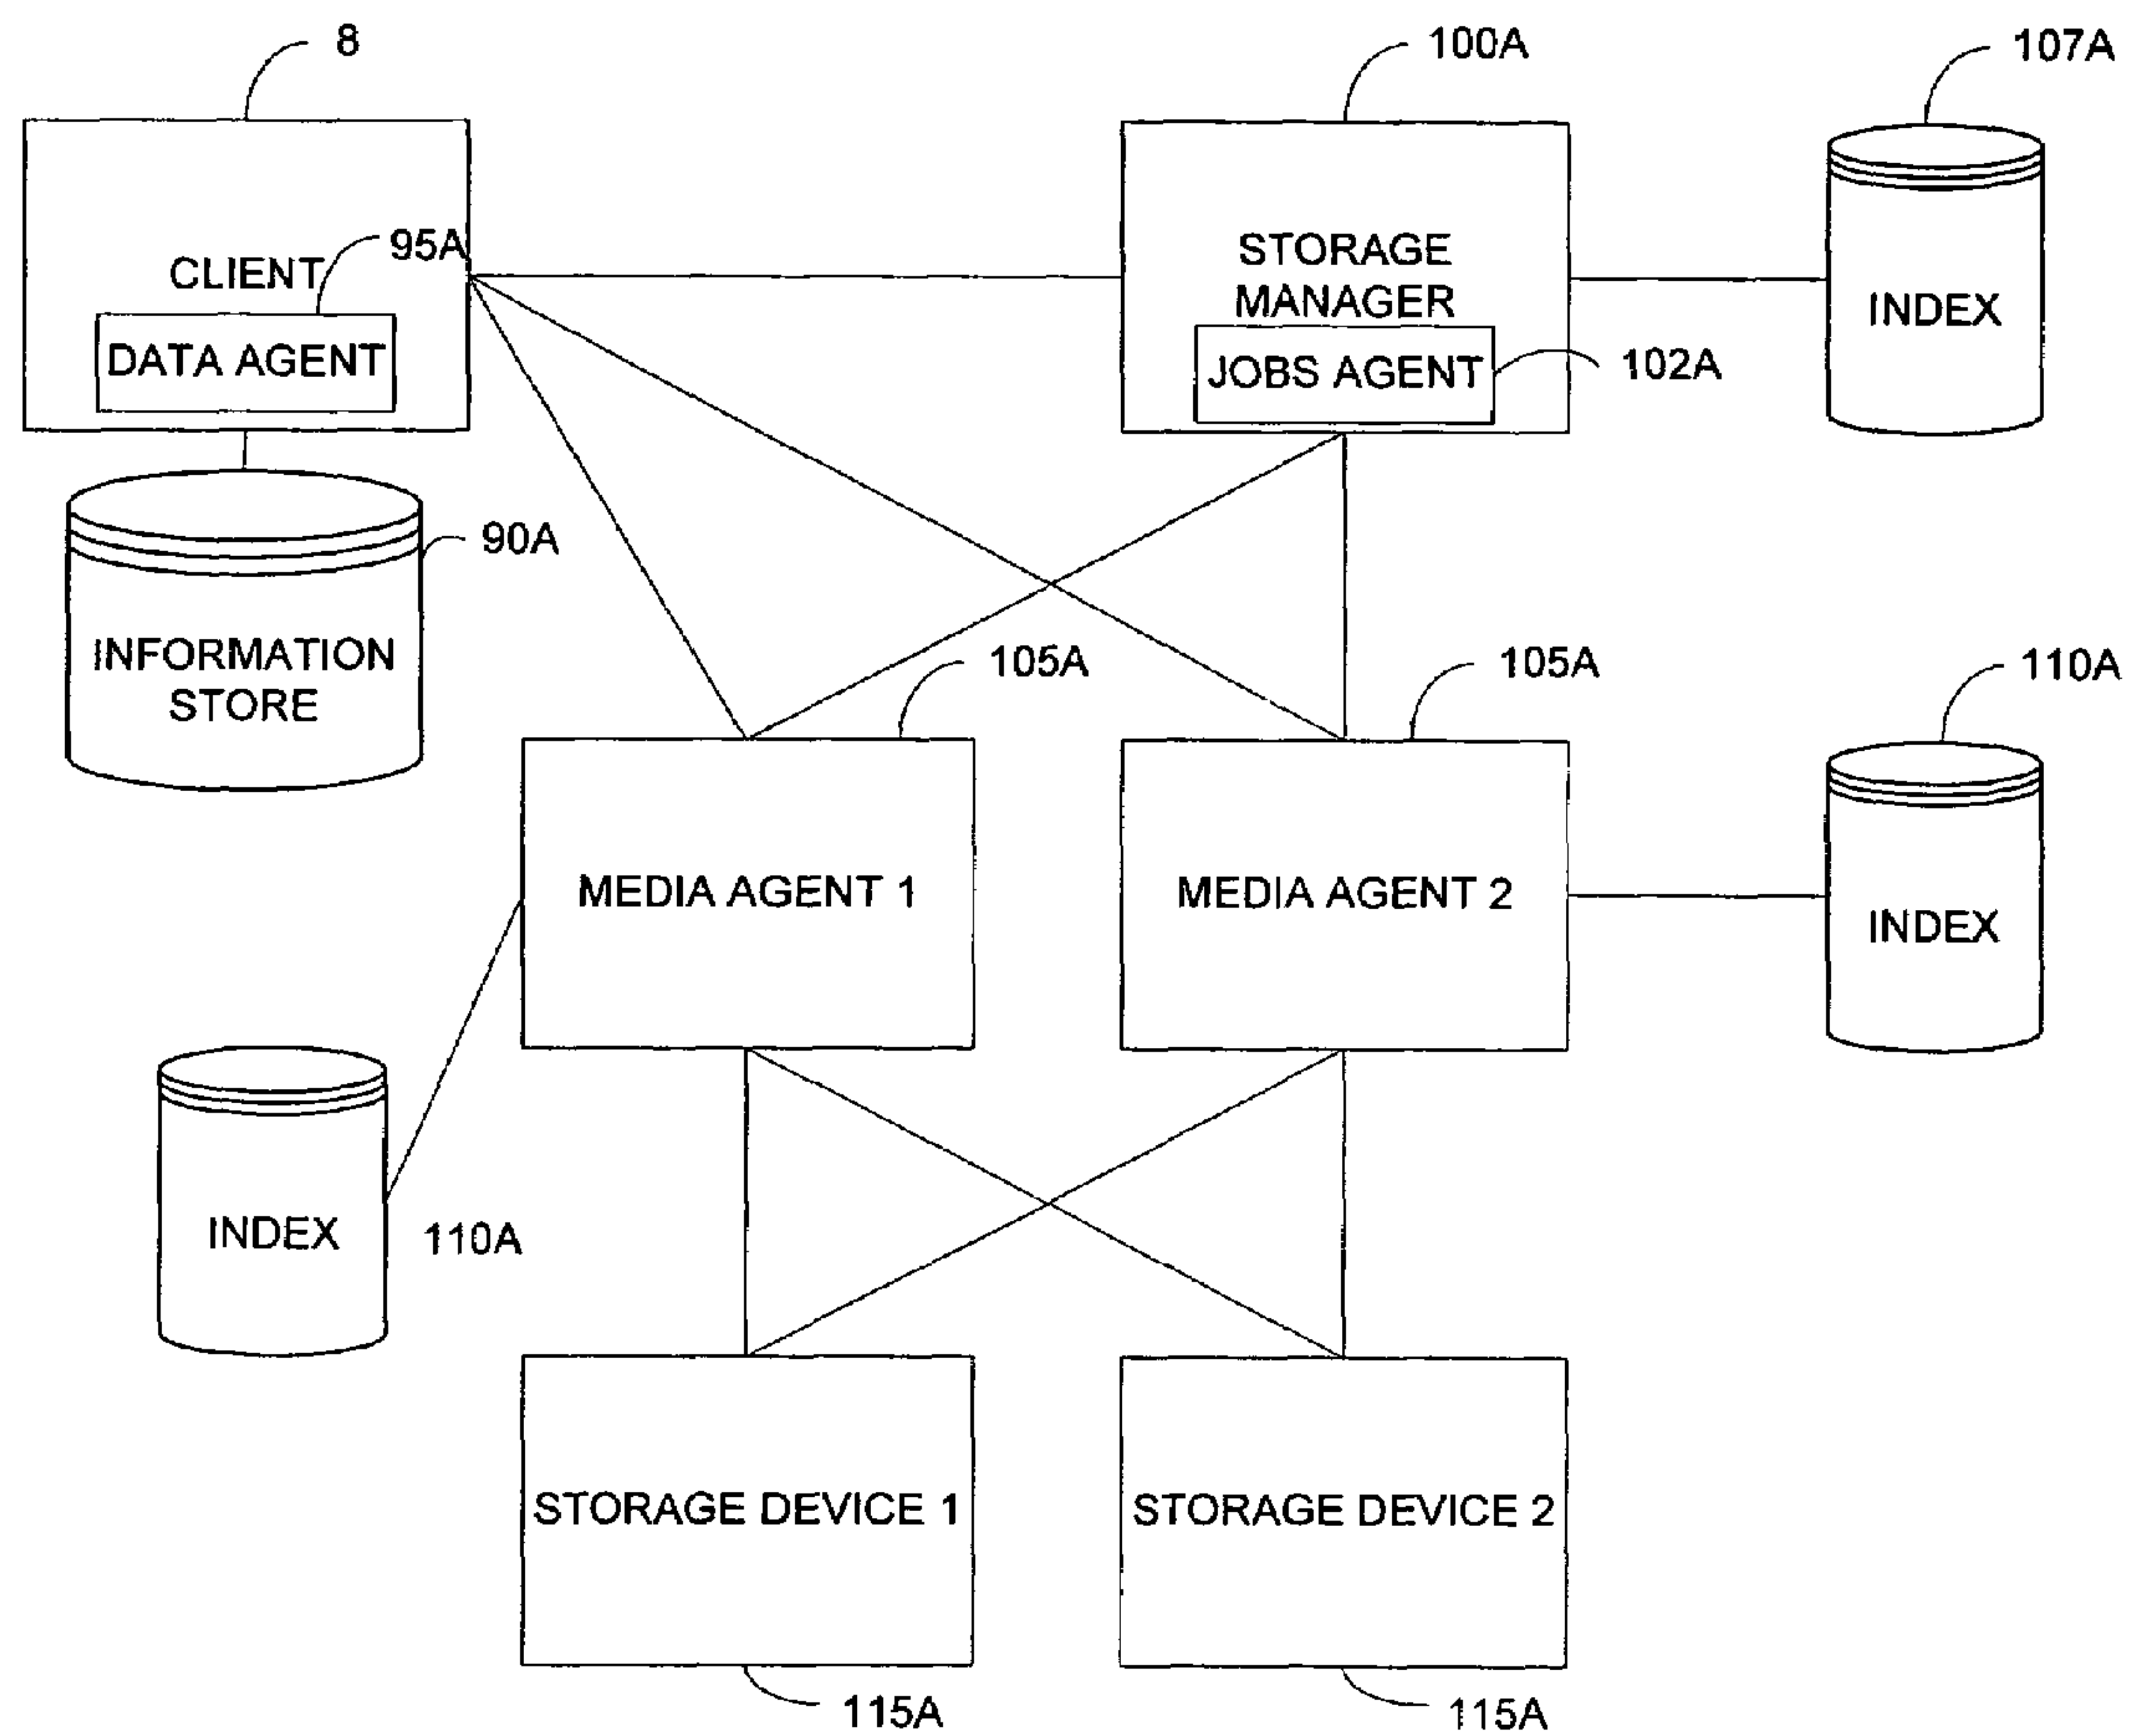 8
100A
107A
95A
CLIENT
DATA AGENT
STORAGE
MANAGER
JOBS AGENT
102A
INDEX
90A
INFORMATION
STORE
105A
105A
110A
MEDIA AGENT 1
MEDIA AGENT 2
INDEX
INDEX
110A
STORAGE DEVICE 1
STORAGE DEVICE 2
115A
115A